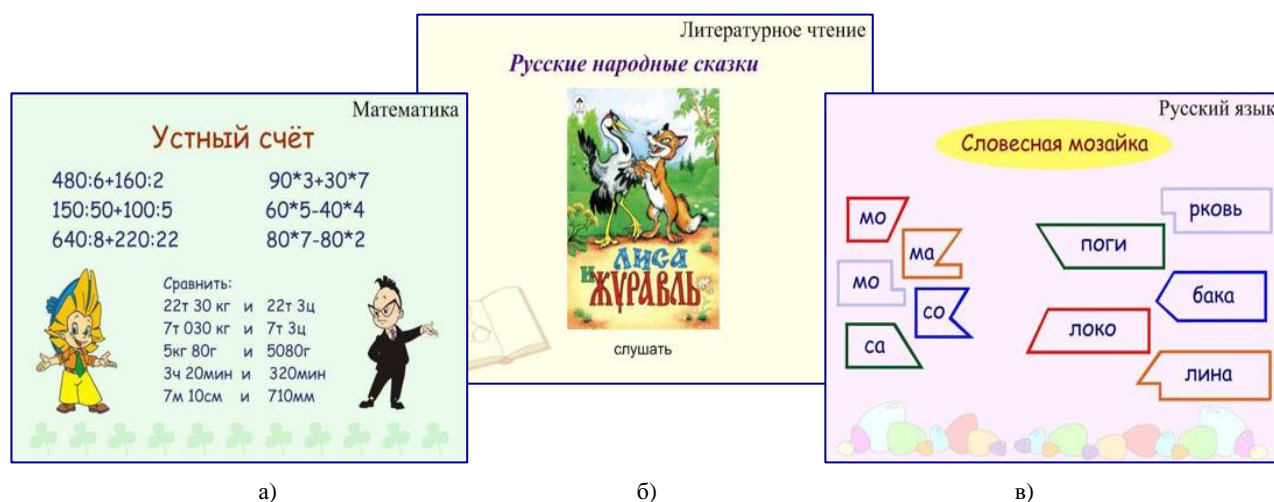 Математика
Устный счёт
480:6+160:2
90*3+30*7
150:50+100:5
60*5-40*4
640:8+220:22
80*7-80*2
Сравнить:
22т 30 кг и 22т 3ц
7т 030 кг и 7т 3ц
5кг 80г и 5080г
3ч 20мин и 320мин
7м 10см и 710мм
Литературное чтение
Русские народные сказки
ЛИСА
И ЖУРАВЛЬ
слушать
Русский язык
Словесная мозайка
мо
ма
мо
со
са
рковь
поги
бака
локо
лина
а)
б)
в)